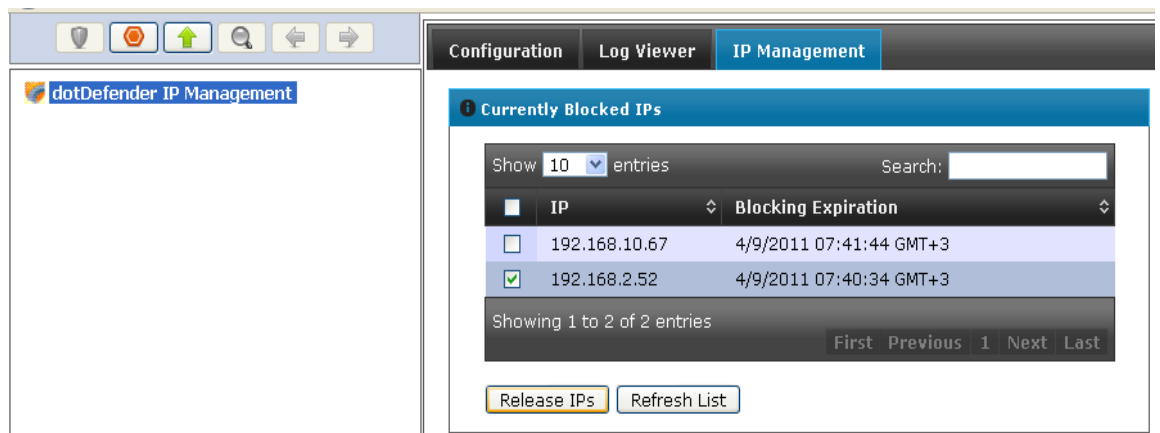 Configuration Log Viewer IP Management
dotDefender IP Management
Currently Blocked IPs
Show 10 entries Search:
IP Blocking Expiration
192.168.10.67 4/9/2011 07:41:44 GMT+3
192.168.2.52 4/9/2011 07:40:34 GMT+3
Showing 1 to 2 of 2 entries
First Previous 1 Next Last
Release IPs Refresh List